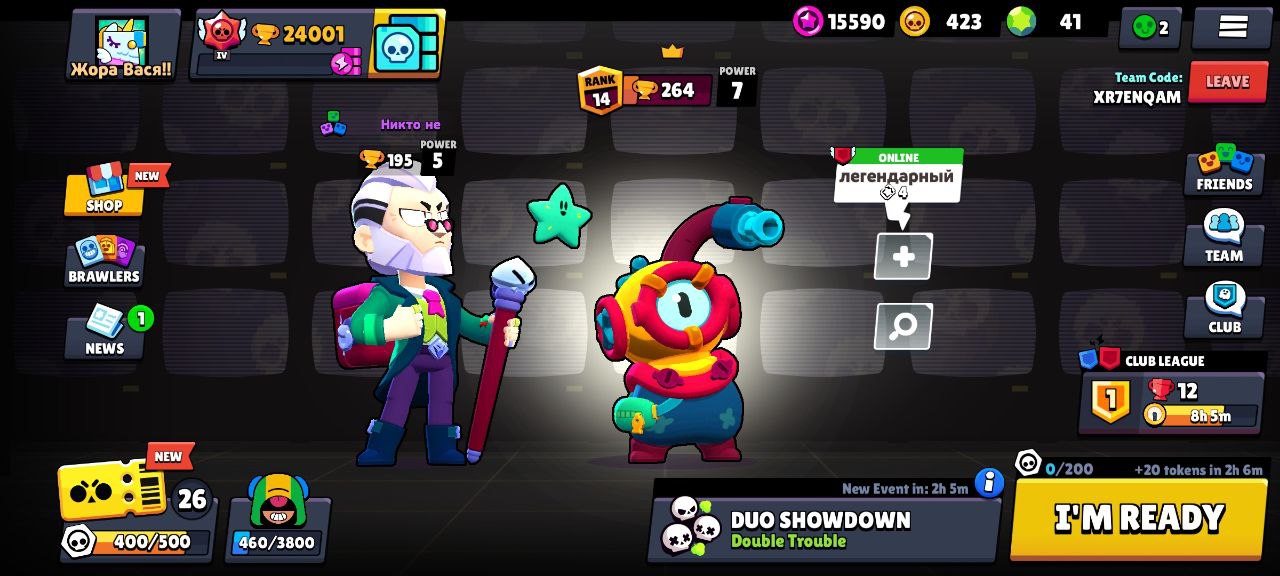 Жора Вася!!
IV
24001
15590
423
41
2
RANK
14
264
POWER
7
Team Code:
XR7ENQAM
LEAVE
Никто не
195
POWER
5
SHOP
NEW
BRAWLERS
NEWS
1
ONLINE
легендарный
4
FRIENDS
TEAM
CLUB
CLUB LEAGUE
1
12
8h 5m
NEW
26
400/500
460/3800
New Event in: 2h 5m
DUO SHOWDOWN
Double Trouble
0/200
+20 tokens in 2h 6m
I'M READY